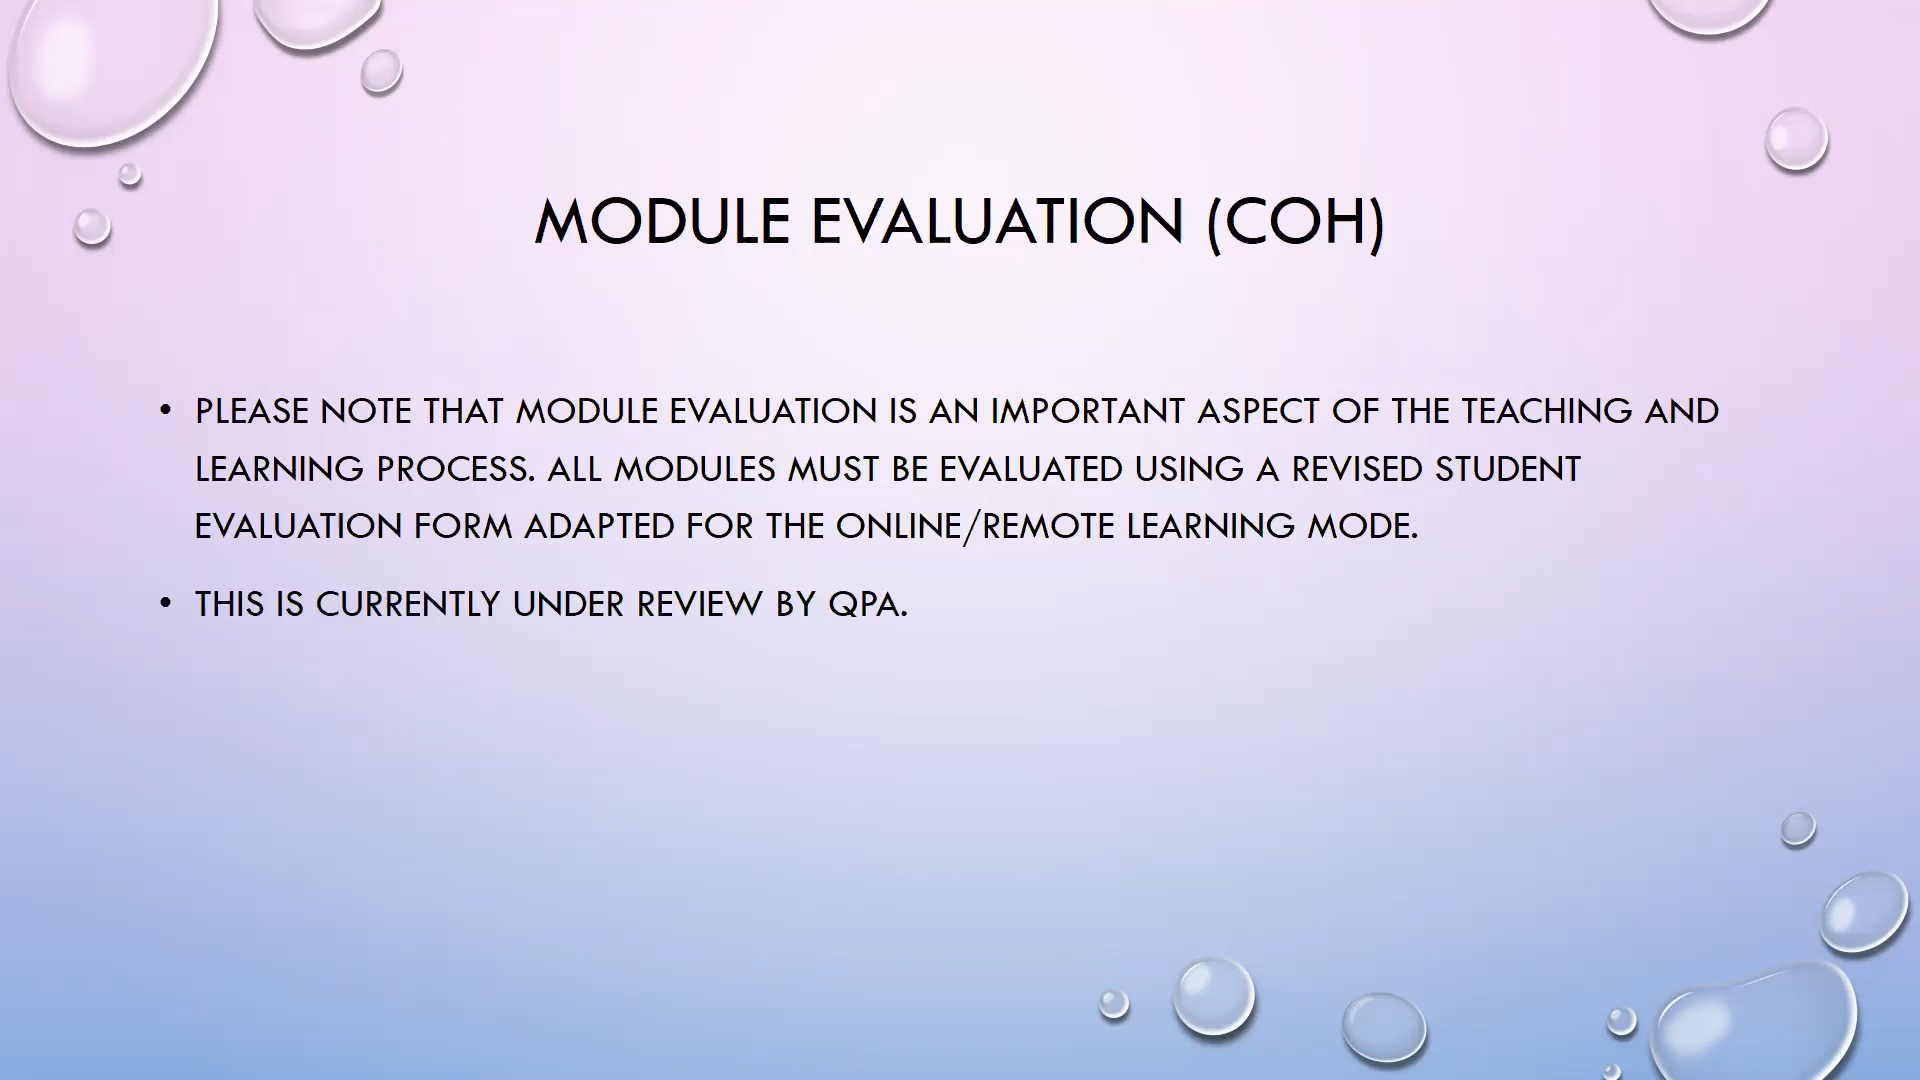 MODULE EVALUATION (COH)
• PLEASE NOTE THAT MODULE EVALUATION IS AN IMPORTANT ASPECT OF THE TEACHING AND
LEARNING PROCESS. ALL MODULES MUST BE EVALUATED USING A REVISED STUDENT
EVALUATION FORM ADAPTED FOR THE ONLINE/REMOTE LEARNING MODE.
• THIS IS CURRENTLY UNDER REVIEW BY QPA.